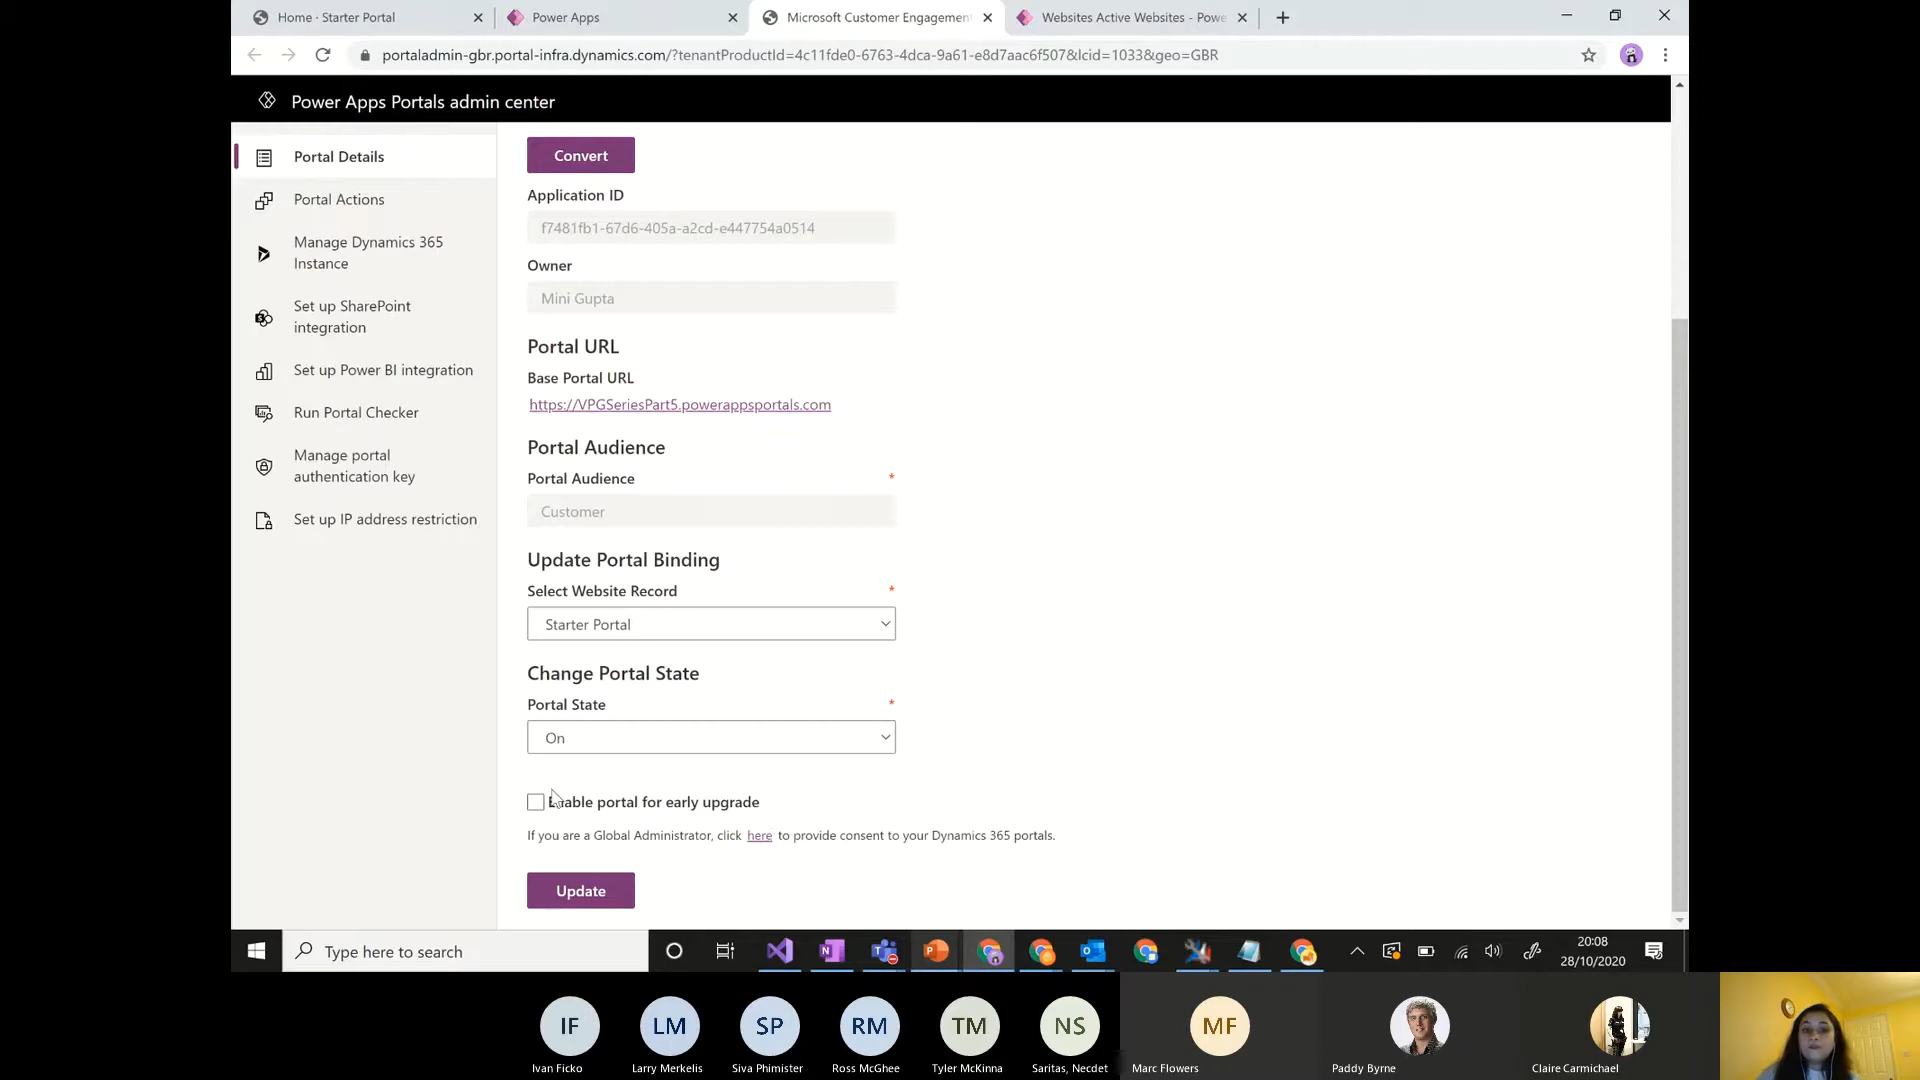 Home · Starter Portal
Power Apps
Microsoft Customer Engagement
Websites Active Websites - Powe
portaladmin-gbr.portal-infra.dynamics.com/?tenantProductId=4c11fde0-6763-4dca-9a61-e8d7aac6f507&lcid=1033&geo=GBR
Power Apps Portals admin center
Portal Details
Portal Actions
Manage Dynamics 365
Instance
Set up SharePoint
integration
Set up Power BI integration
Run Portal Checker
Manage portal
authentication key
Set up IP address restriction
Convert
Application ID
f7481fb1-67d6-405a-a2cd-e447754a0514
Owner
Mini Gupta
Portal URL
Base Portal URL
https://VPGSeriesPart5.powerappsportals.com
Portal Audience
Portal Audience *
Customer
Update Portal Binding
Select Website Record *
Starter Portal
Change Portal State
Portal State *
On
Enable portal for early upgrade
If you are a Global Administrator, click here to provide consent to your Dynamics 365 portals.
Update
Type here to search
20:08
28/10/2020
IF
LM
SP
RM
TM
NS
MF
Ivan Ficko
Larry Merkelis
Siva Phimister
Ross McGhee
Tyler McKinna
Saritas, Necdet
Marc Flowers
Paddy Byrne
Claire Carmichael